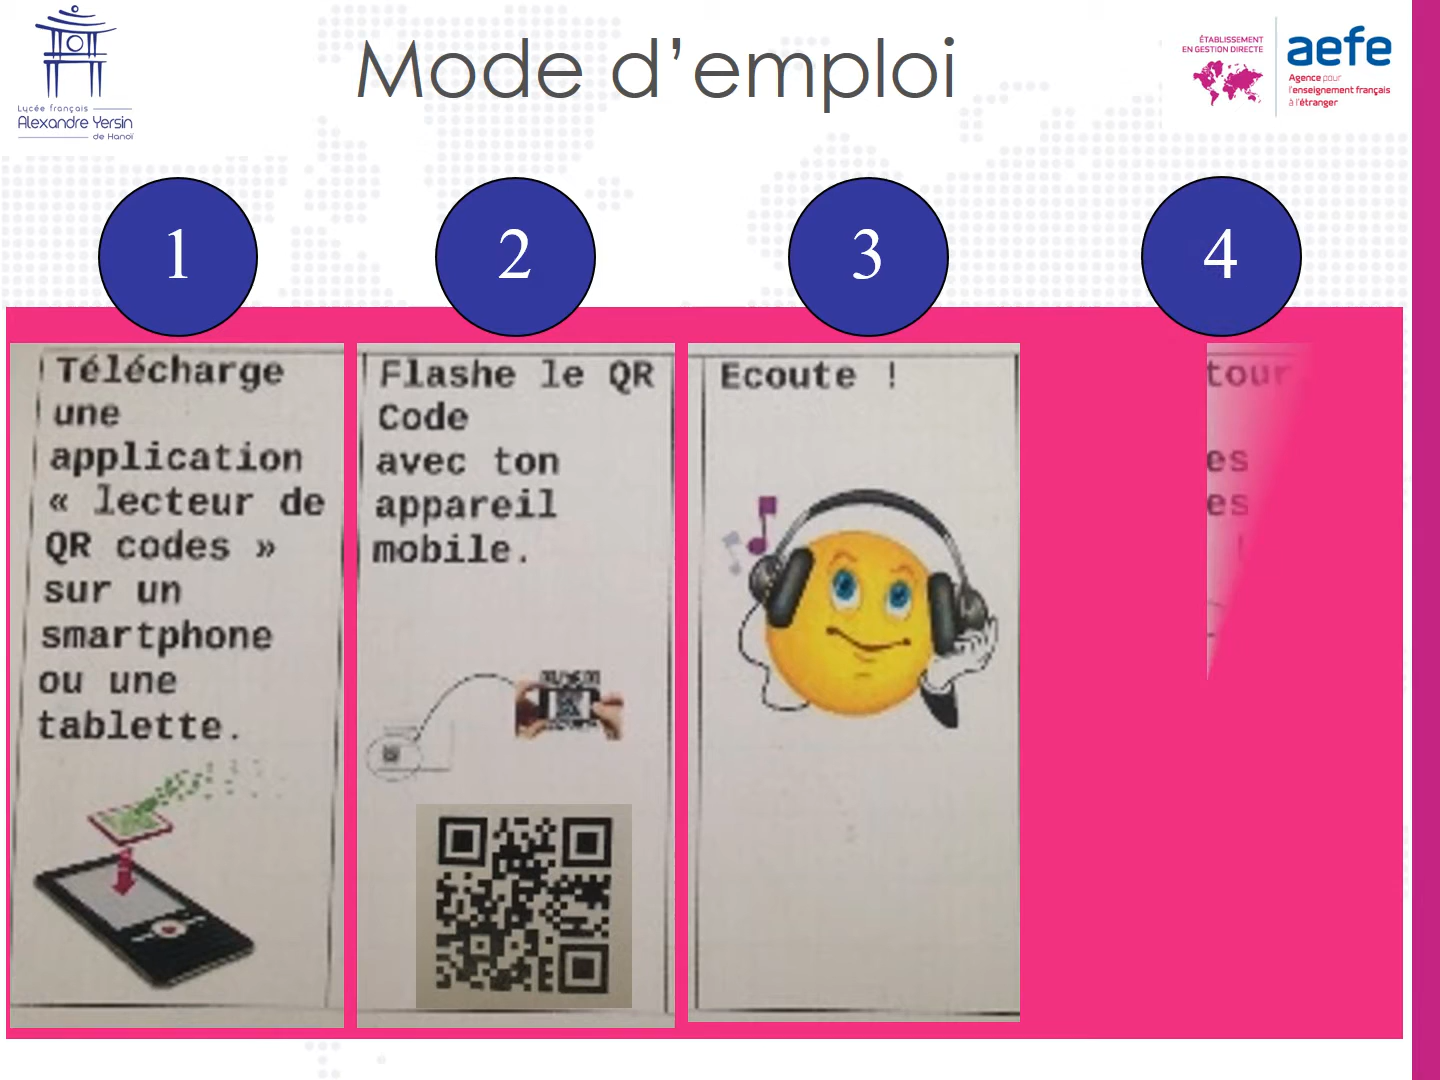 Mode d'emploi
Lycée français
Alexandre Yersin
de Hanoï
ÉTABLISSEMENT
EN GESTION DIRECTE
aefe
Agence pour
l'enseignement français
à l'étranger
1
2
3
4
Télécharge
une
application
« lecteur de
QR codes »
sur un
smartphone
ou une
tablette.
Flashe le QR
Code
avec ton
appareil
mobile.
Ecoute !
tour
es
es